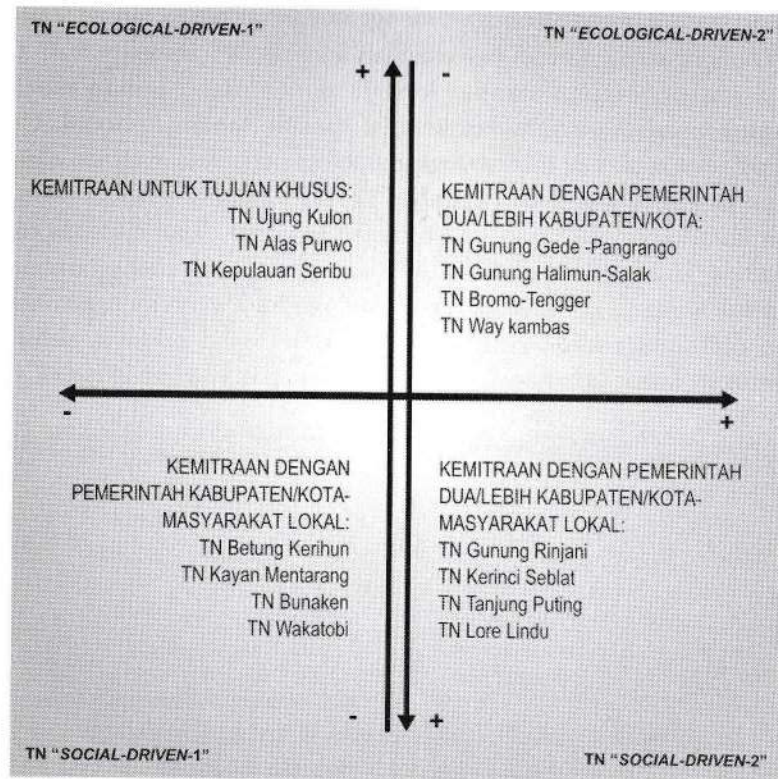 TN “ECOLOGICAL-DRIVEN-1”
TN “ECOLOGICAL-DRIVEN-2”
+
-
KEMITRAAN UNTUK TUJUAN KHUSUS:
TN Ujung Kulon
TN Alas Purwo
TN Kepulauan Seribu
KEMITRAAN DENGAN PEMERINTAH
DUA/LEBIH KABUPATEN/KOTA:
TN Gunung Gede -Pangrango
TN Gunung Halimun-Salak
TN Bromo-Tengger
TN Way kambas
-
+
KEMITRAAN DENGAN
PEMERINTAH KABUPATEN/KOTA-
MASYARAKAT LOKAL:
TN Betung Kerihun
TN Kayan Mentarang
TN Bunaken
TN Wakatobi
KEMITRAAN DENGAN PEMERINTAH
DUA/LEBIH KABUPATEN/KOTA-
MASYARAKAT LOKAL:
TN Gunung Rinjani
TN Kerinci Seblat
TN Tanjung Puting
TN Lore Lindu
-
+
TN “SOCIAL-DRIVEN-1”
TN “SOCIAL-DRIVEN-2”